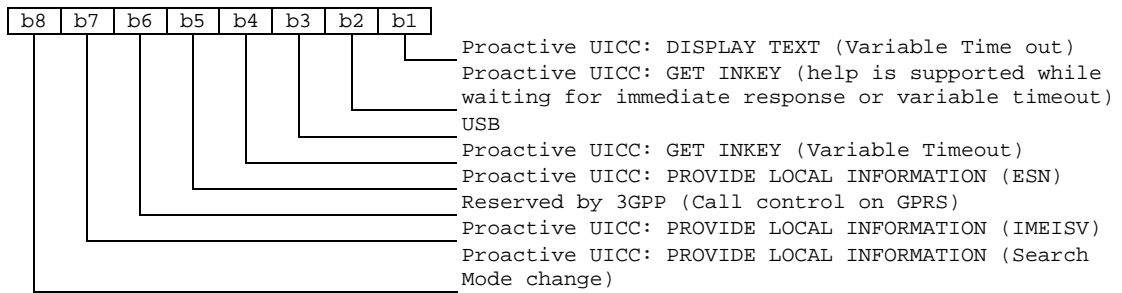 b8 b7 b6 b5 b4 b3 b2 b1
Proactive UICC: DISPLAY TEXT (Variable Time out)
Proactive UICC: GET INKEY (help is supported while
waiting for immediate response or variable timeout)
USB
Proactive UICC: GET INKEY (Variable Timeout)
Proactive UICC: PROVIDE LOCAL INFORMATION (ESN)
Reserved by 3GPP (Call control on GPRS)
Proactive UICC: PROVIDE LOCAL INFORMATION (IMEISV)
Proactive UICC: PROVIDE LOCAL INFORMATION (Search
Mode change)